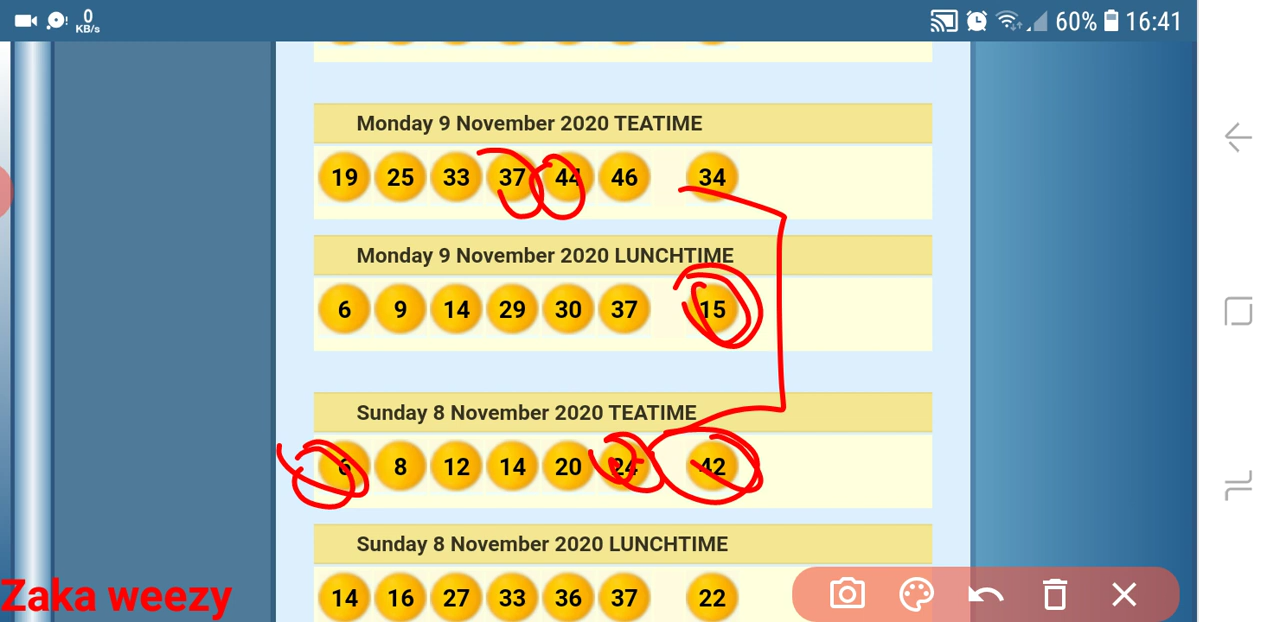 0
KB/s
60% 16:41
Monday 9 November 2020 TEATIME
19 25 33 37 44 46 34
Monday 9 November 2020 LUNCHTIME
6 9 14 29 30 37 15
Sunday 8 November 2020 TEATIME
6 8 12 14 20 24 42
Sunday 8 November 2020 LUNCHTIME
14 16 27 33 36 37 22
Zaka weezy